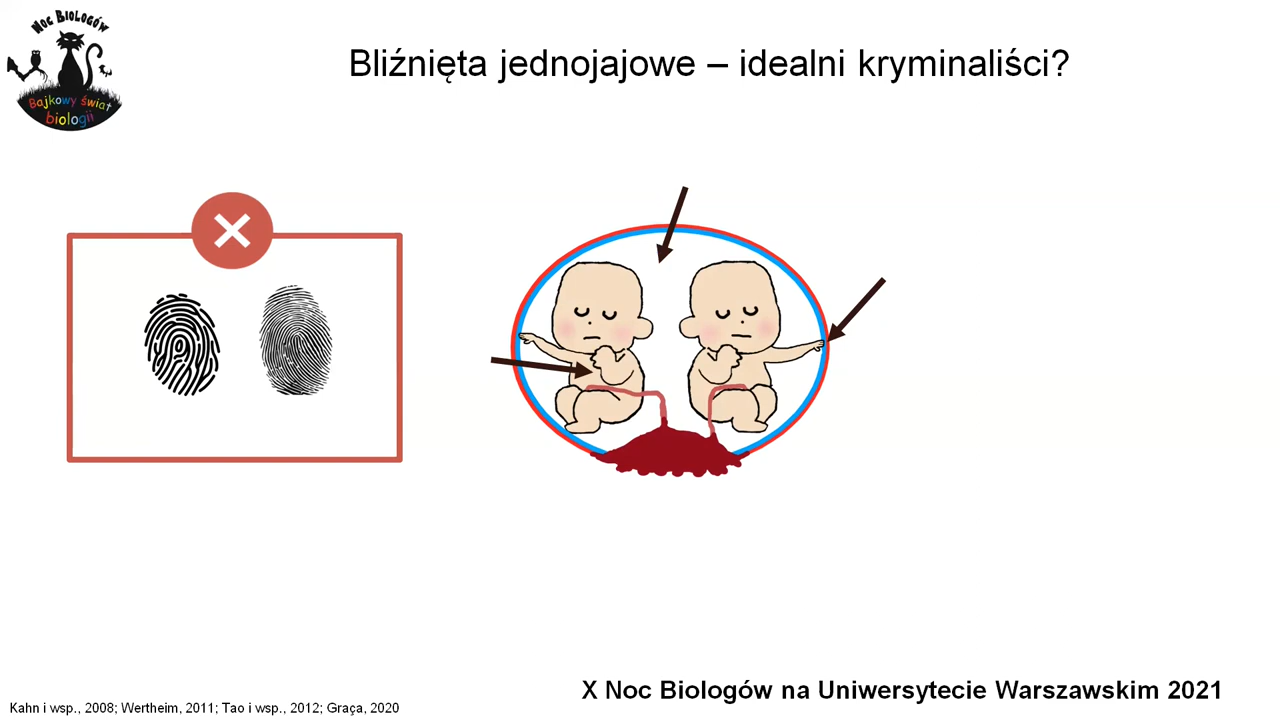 Noc Biologów
Bajkowy świat
biologii
Bliźnięta jednojajowe – idealni kryminaliści?
X Noc Biologów na Uniwersytecie Warszawskim 2021
Kahn i wsp., 2008; Wertheim, 2011; Tao i wsp., 2012; Graça, 2020